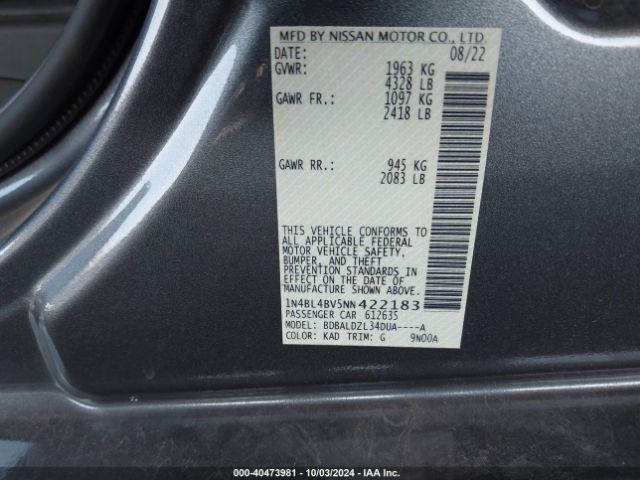 MFD BY NISSAN MOTOR CO., LTD.
DATE: 08/22
GVWR: 1963 KG
4328 LB
GAWR FR.: 1097 KG
2418 LB
GAWR RR.: 945 KG
2083 LB
THIS VEHICLE CONFORMS TO
ALL APPLICABLE FEDERAL
MOTOR VEHICLE SAFETY,
BUMPER, AND THEFT
PREVENTION STANDARDS IN
EFFECT ON THE DATE OF
MANUFACTURE SHOWN ABOVE.
1N4BL4BV5NN422183
PASSENGER CAR 612635
MODEL: BDBALDZL34DUA----A
COLOR: KAD TRIM: G 9N00A
000-40473981 - 10/03/2024 - IAA Inc.